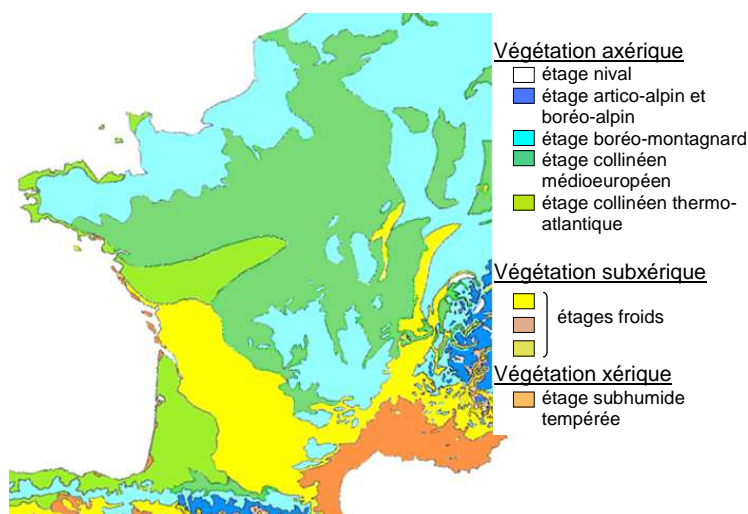 Végétation axérique
étage nival
étage artico-alpin et
boréo-alpin
étage boréo-montagnard
étage collinéen
médioeuropéen
étage collinéen thermo-
atlantique
Végétation subxérique
étages froids
Végétation xérique
étage subhumide
tempérée